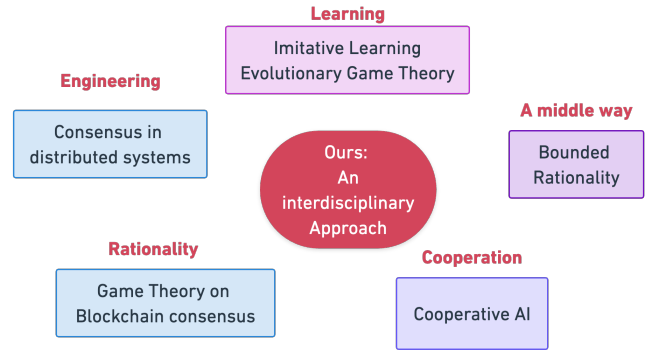 Learning
Imitative Learning
Evolutionary Game Theory
Engineering
Consensus in
distributed systems
A middle way
Bounded
Rationality
Ours:
An
interdisciplinary
Approach
Rationality
Game Theory on
Blockchain consensus
Cooperation
Cooperative AI